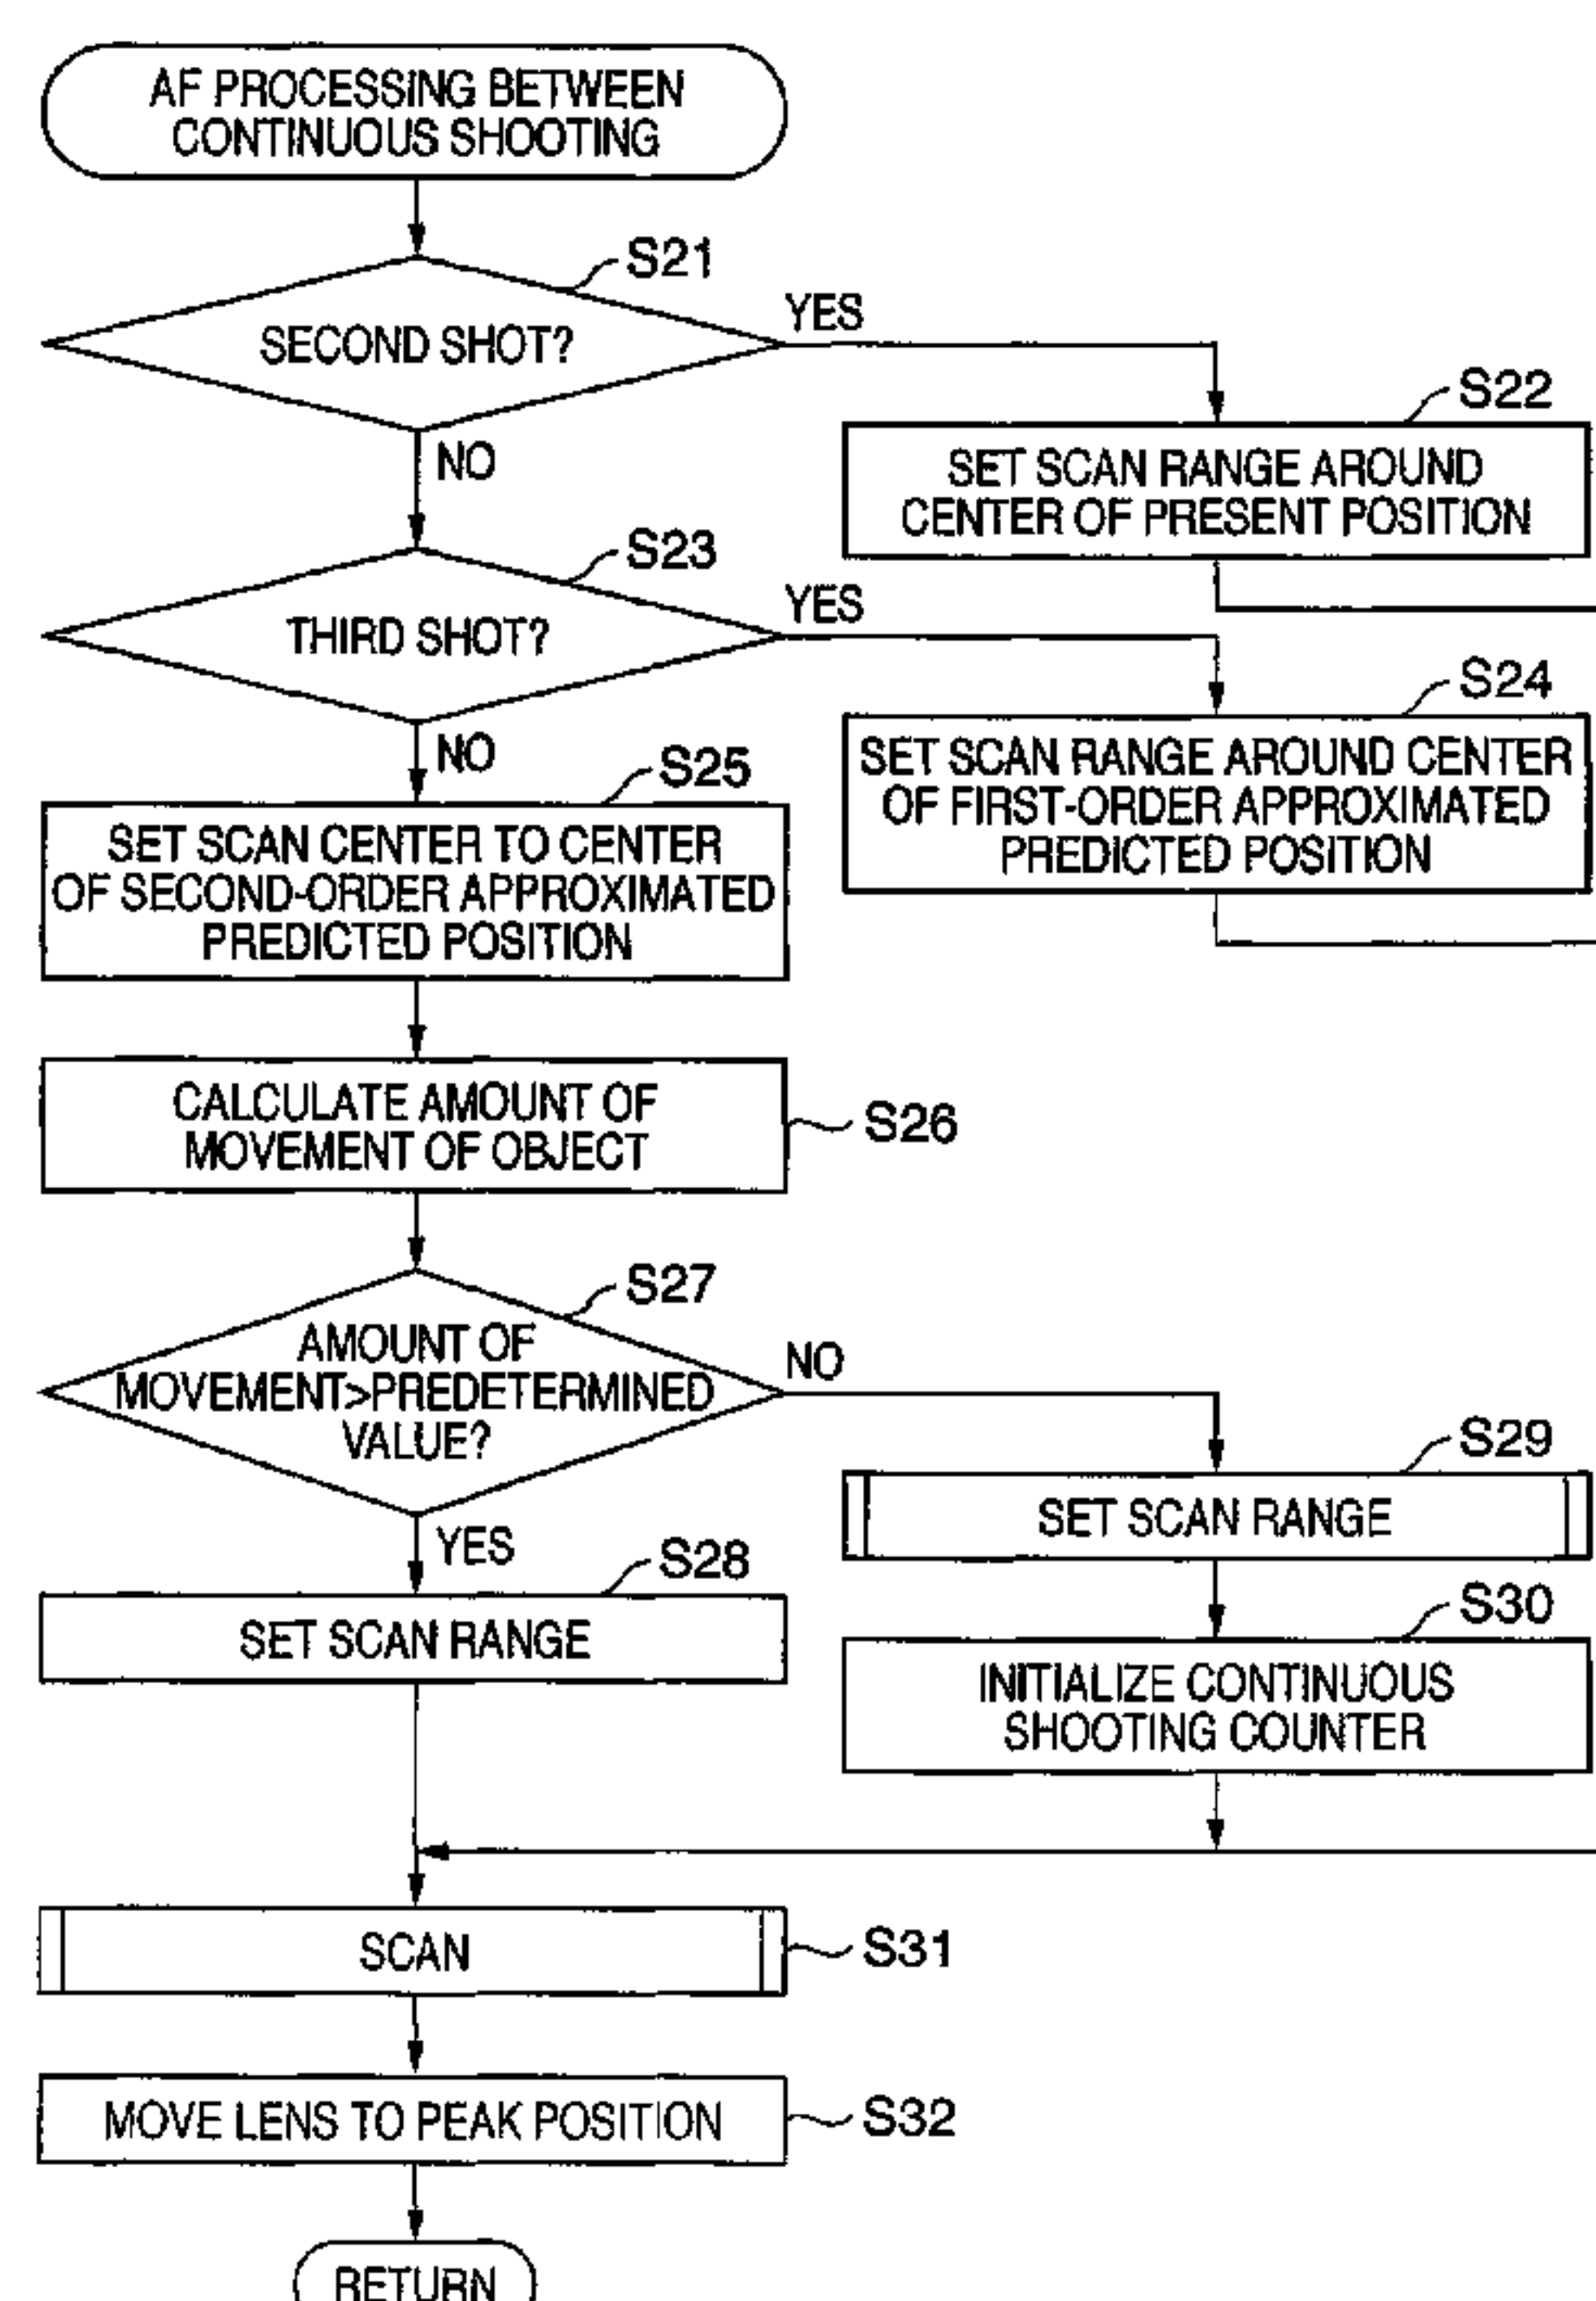 AF PROCESSING BETWEEN
CONTINUOUS SHOOTING
S21
SECOND SHOT?
YES
NO
S22
SET SCAN RANGE AROUND
CENTER OF PRESENT POSITION
S23
THIRD SHOT?
YES
NO
S24
SET SCAN RANGE AROUND CENTER
OF FIRST-ORDER APPROXIMATED
PREDICTED POSITION
S25
SET SCAN CENTER TO CENTER
OF SECOND-ORDER APPROXIMATED
PREDICTED POSITION
CALCULATE AMOUNT OF
MOVEMENT OF OBJECT
S26
S27
AMOUNT OF
MOVEMENT>PREDETERMINED
VALUE?
NO
YES
S29
SET SCAN RANGE
S28
SET SCAN RANGE
S30
INITIALIZE CONTINUOUS
SHOOTING COUNTER
SCAN
S31
MOVE LENS TO PEAK POSITION
S32
RETURN